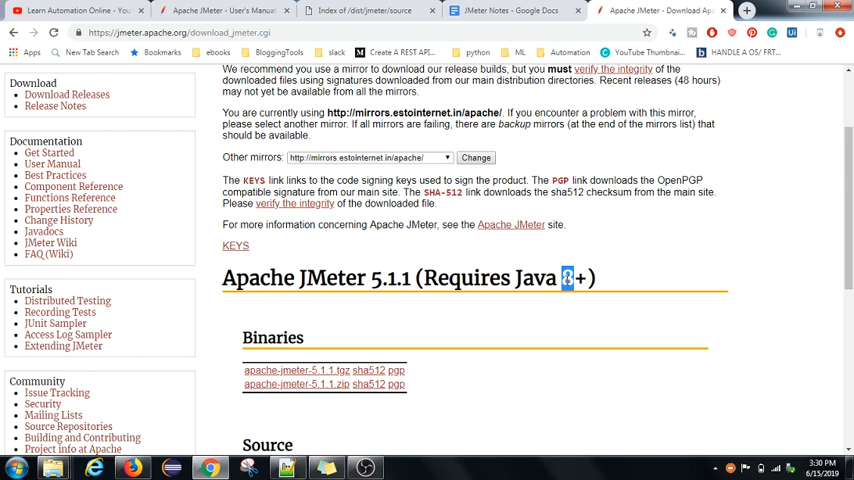 Learn Automation Online - You
Apache JMeter - User's Manual
Index of /dist/jmeter/source
JMeter Notes - Google Docs
Apache JMeter - Download Ap
https://jmeter.apache.org/download_jmeter.cgi
Apps
New Tab Search
Bookmarks
ebooks
BloggingTools
slack
Create A REST API...
python
ML
Automation
YouTube Thumbnai...
HANDLE A OS/ FRT...
Download
Download Releases
Release Notes
Documentation
Get Started
User Manual
Best Practices
Component Reference
Functions Reference
Properties Reference
Change History
Javadocs
JMeter Wiki
FAQ (Wiki)
Tutorials
Distributed Testing
Recording Tests
JUnit Sampler
Access Log Sampler
Extending JMeter
Community
Issue Tracking
Security
Mailing Lists
Source Repositories
Building and Contributing
Project info at Apache
We recommend you use a mirror to download our release builds, but you must verify the integrity of the
downloaded files using signatures downloaded from our main distribution directories. Recent releases (48 hours)
may not yet be available from all the mirrors.
You are currently using http://mirrors.estointernet.in/apache/. If you encounter a problem with this mirror,
please select another mirror. If all mirrors are failing, there are backup mirrors (at the end of the mirrors list) that
should be available.
Other mirrors: http://mirrors.estointernet.in/apache/ Change
The KEYS link links to the code signing keys used to sign the product. The PGP link downloads the OpenPGP
compatible signature from our main site. The SHA-512 link downloads the sha512 checksum from the main site.
Please verify the integrity of the downloaded file.
For more information concerning Apache JMeter, see the Apache JMeter site.
KEYS
Apache JMeter 5.1.1 (Requires Java 8+)
Binaries
apache-jmeter-5.1.1.tgz sha512 pgp
apache-jmeter-5.1.1.zip sha512 pgp
Source
3:30 PM
6/15/2019